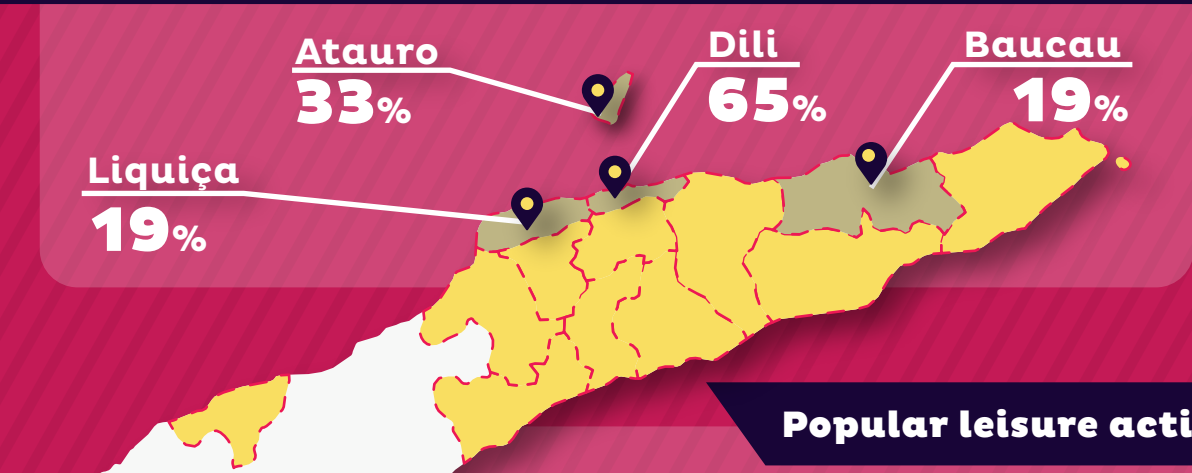 Atauro
33%
Dili
65%
Baucau
19%
Liquiça
19%
Popular leisure acti